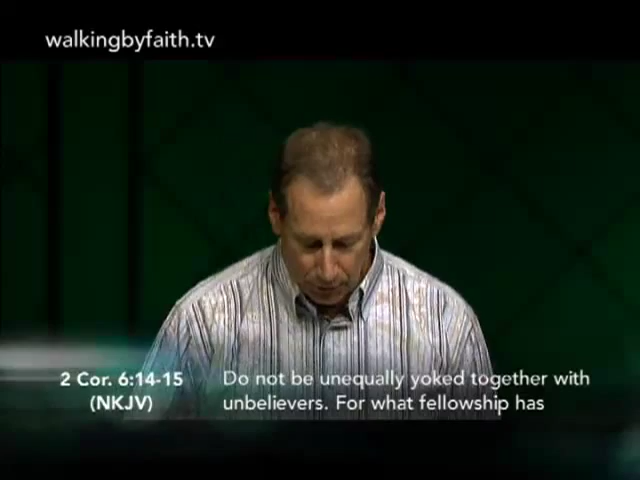 walkingbyfaith.tv
2 Cor. 6:14-15
(NKJV)
Do not be unequally yoked together with
unbelievers. For what fellowship has